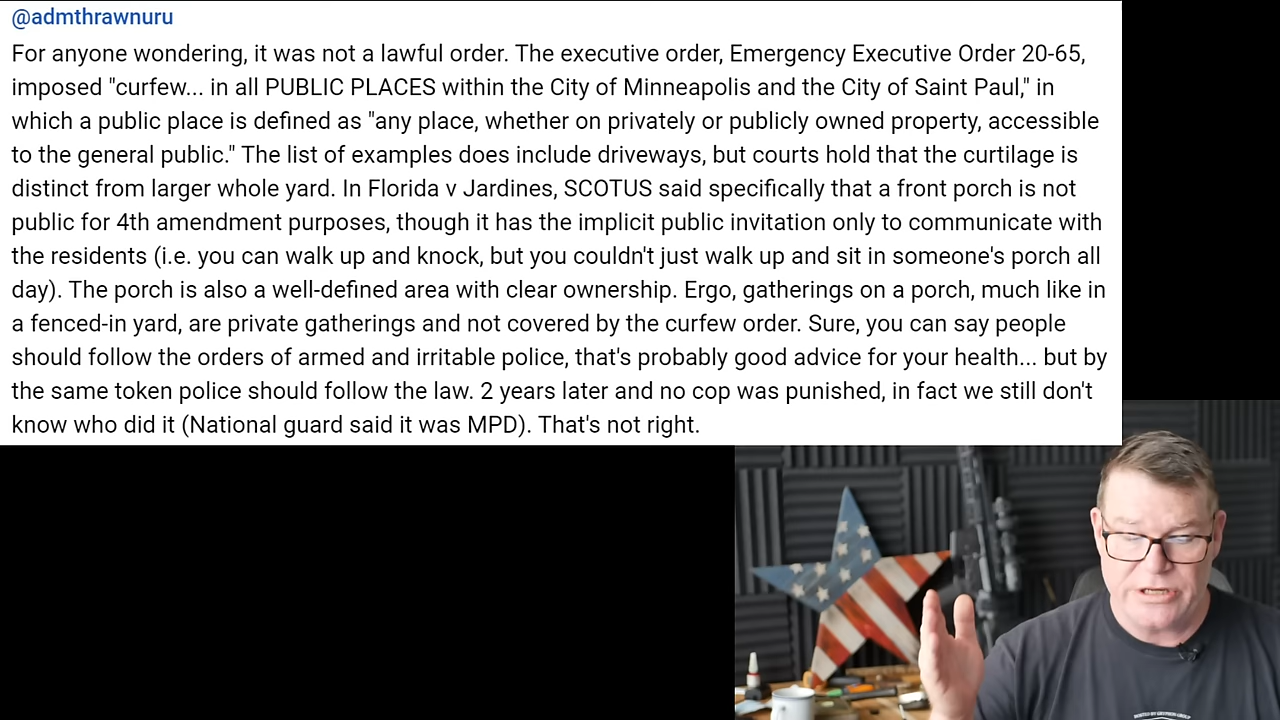 @admthrawnuru
For anyone wondering, it was not a lawful order. The executive order, Emergency Executive Order 20-65,
imposed "curfew... in all PUBLIC PLACES within the City of Minneapolis and the City of Saint Paul," in
which a public place is defined as "any place, whether on privately or publicly owned property, accessible
to the general public." The list of examples does include driveways, but courts hold that the curtilage is
distinct from larger whole yard. In Florida v Jardines, SCOTUS said specifically that a front porch is not
public for 4th amendment purposes, though it has the implicit public invitation only to communicate with
the residents (i.e. you can walk up and knock, but you couldn't just walk up and sit in someone's porch all
day). The porch is also a well-defined area with clear ownership. Ergo, gatherings on a porch, much like in
a fenced-in yard, are private gatherings and not covered by the curfew order. Sure, you can say people
should follow the orders of armed and irritable police, that's probably good advice for your health... but by
the same token police should follow the law. 2 years later and no cop was punished, in fact we still don't
know who did it (National guard said it was MPD). That's not right.